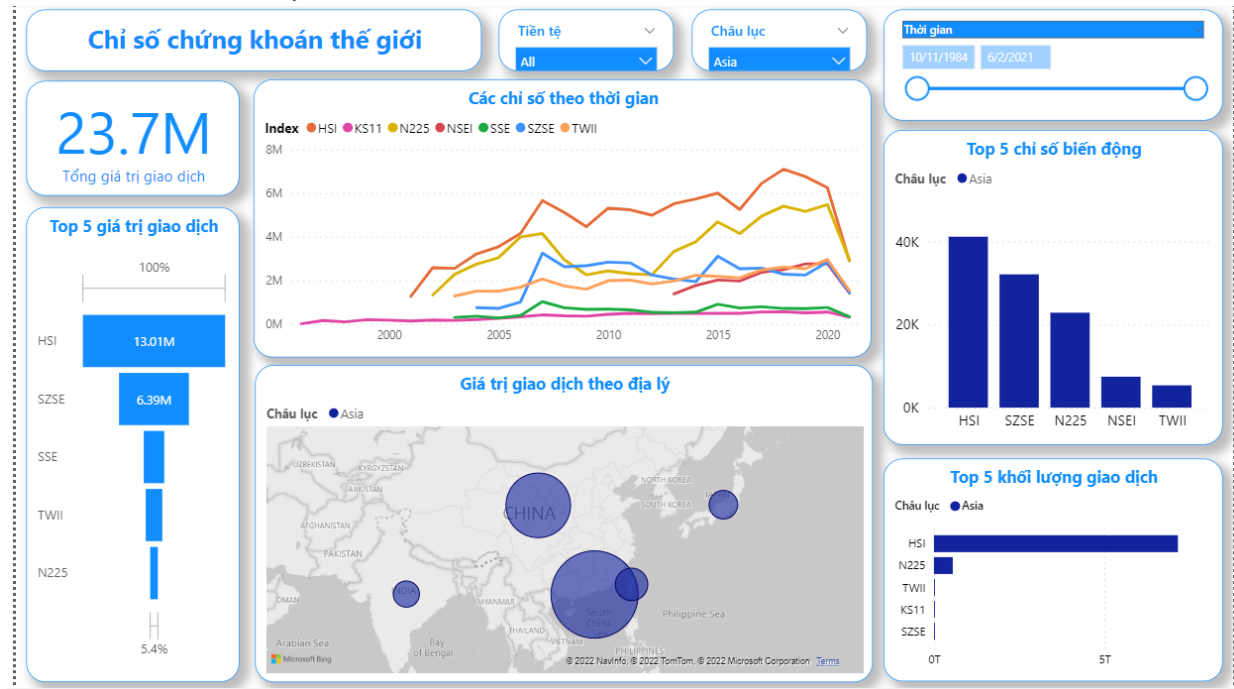 Chỉ số chứng khoán thế giới
Tiền tệ
All
Châu lục
Asia
Thời gian
10/11/1984 6/2/2021
23.7M
Tổng giá trị giao dịch
Top 5 giá trị giao dịch
100%
HSI 13.01M
SZSE 6.39M
SSE
TWII
N225
5.4%
Các chỉ số theo thời gian
Index HSI KS11 N225 NSEI SSE SZSE TWII
8M
6M
4M
2M
0M
2000 2005 2010 2015 2020
Giá trị giao dịch theo địa lý
Châu lục Asia
UZBEKISTAN
KYRGYZSTAN
TAJIKISTAN
AFGHANISTAN
PAKISTAN
OMAN
INDIA
CHINA
NORTH KOREA
SOUTH KOREA
JAPAN
MYANMAR
THAILAND
VIETNAM
PHILIPPINES
South
China
Sea
Philippine Sea
Arabian Sea
Bay
of Bengal
Microsoft Bing
© 2022 NavInfo, © 2022 TomTom, © 2022 Microsoft Corporation Terms
Top 5 chỉ số biến động
Châu lục Asia
40K
20K
0K
HSI SZSE N225 NSEI TWII
Top 5 khối lượng giao dịch
Châu lục Asia
HSI
N225
TWII
KS11
SZSE
0T 5T